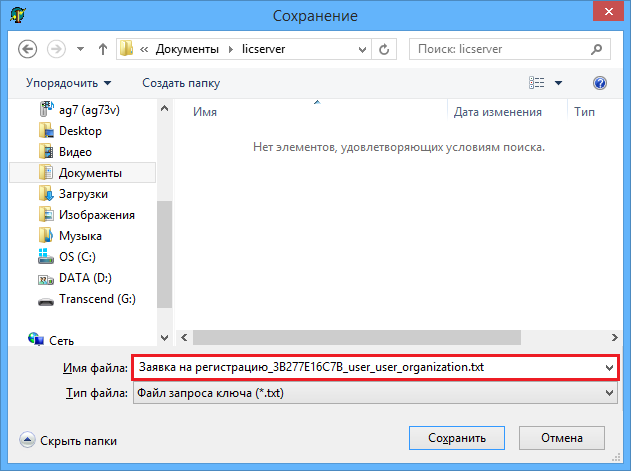 Сохранение
« Документы licserver
Поиск: licserver
Упорядочить Создать папку
Имя Дата изменения Тип
Нет элементов, удовлетворяющих условиям поиска.
ag7 (ag73v)
Desktop
Видео
Документы
Загрузки
Изображения
Музыка
OS (C:)
DATA (D:)
Transcend (G:)
Сеть
Имя файла: Заявка на регистрацию_3B277E16C7B_user_user_organization.txt
Тип файла: Файл запроса ключа (*.txt)
Скрыть папки Сохранить Отмена